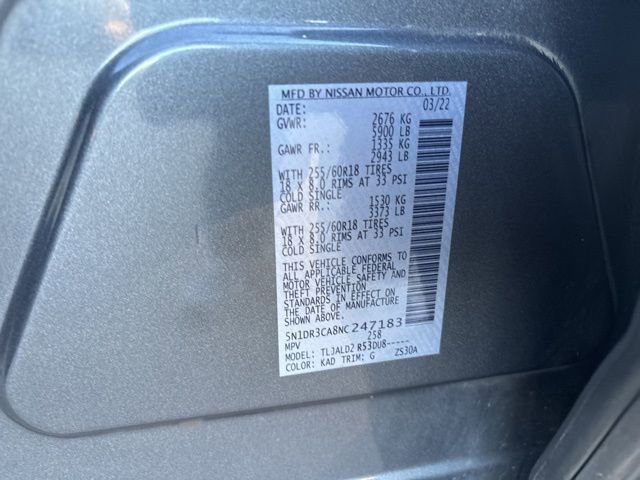 MFD BY NISSAN MOTOR CO., LTD.
DATE: 03/22
GVWR: 2676 KG
5900 LB
GAWR FR.: 1335 KG
2943 LB
WITH 255/60R18 TIRES
18 X 8.0 RIMS AT 33 PSI
COLD SINGLE
GAWR RR.: 1530 KG
3373 LB
WITH 255/60R18 TIRES
18 X 8.0 RIMS AT 33 PSI
COLD SINGLE
THIS VEHICLE CONFORMS TO
ALL APPLICABLE FEDERAL
MOTOR VEHICLE SAFETY AND
THEFT PREVENTION
STANDARDS IN EFFECT ON
THE DATE OF MANUFACTURE
SHOWN ABOVE.
5N1DR3CA8NC247183
MPV 258
MODEL: TLJALD2 R53DU8-----
COLOR: KAD TRIM: G ZS30A